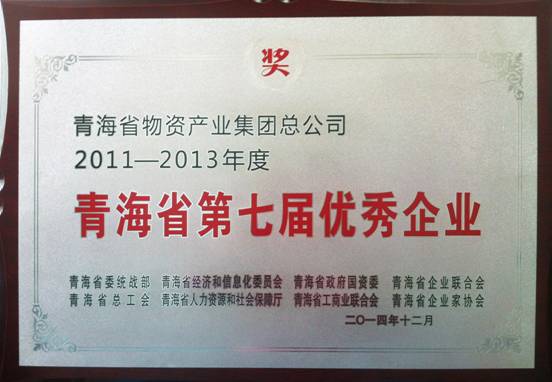 奖
青海省物资产业集团总公司
2011—2013年度
青海省第七届优秀企业
青海省委统战部 青海省经济和信息化委员会 青海省政府国资委 青海省企业联合会
青海省总工会 青海省人力资源和社会保障厅 青海省工商业联合会 青海省企业家协会
二〇一四年十二月